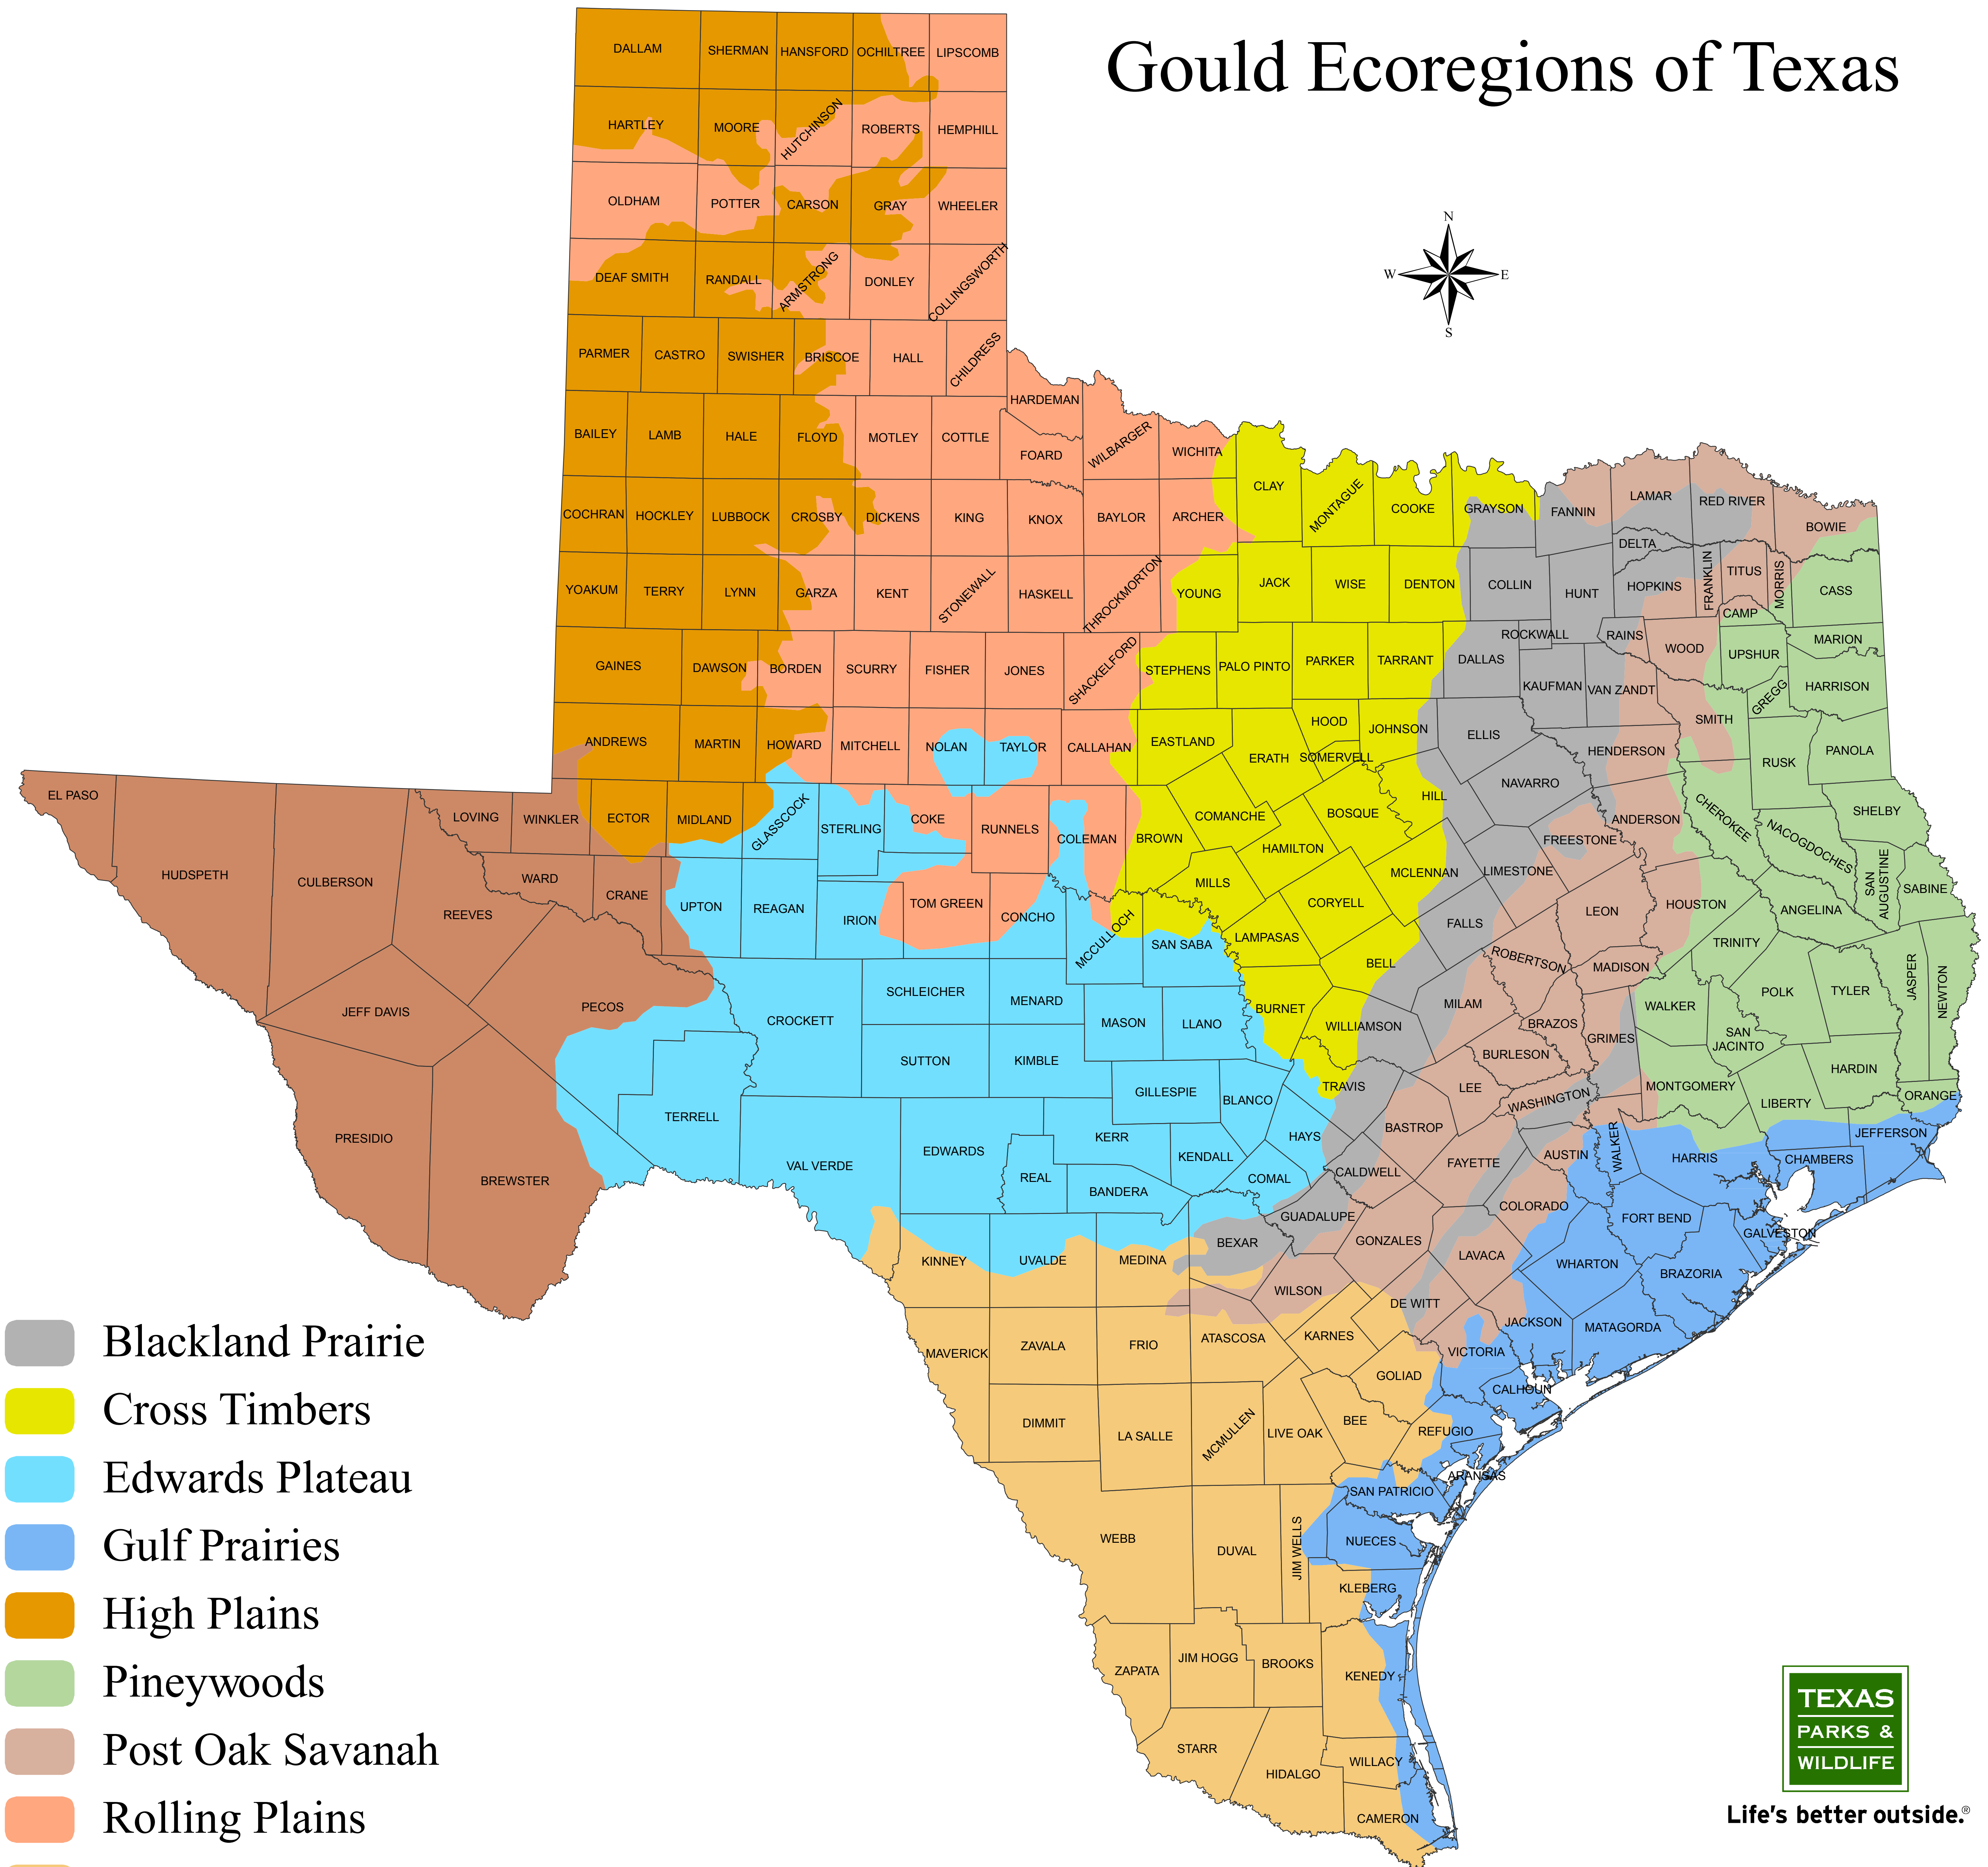 Gould Ecoregions of Texas
N
W E
S
DALLAM SHERMAN HANSFORD OCHILTREE LIPSCOMB
HARTLEY MOORE HUTCHINSON ROBERTS HEMPHILL
OLDHAM POTTER CARSON GRAY WHEELER
DEAF SMITH RANDALL ARMSTRONG DONLEY COLLINGSWORTH
PARMER CASTRO SWISHER BRISCOE HALL CHILDRESS
HARDEMAN
BAILEY LAMB HALE FLOYD MOTLEY COTTLE FOARD WILBARGER WICHITA
CLAY MONTAGUE COOKE GRAYSON FANNIN LAMAR RED RIVER BOWIE
COCHRAN HOCKLEY LUBBOCK CROSBY DICKENS KING KNOX BAYLOR ARCHER
DELTA
YOAKUM TERRY LYNN GARZA KENT STONEWALL HASKELL THROCKMORTON YOUNG JACK WISE DENTON COLLIN HUNT HOPKINS FRANKLIN TITUS MORRIS CASS
CAMP
ROCKWALL RAINS WOOD UPSHUR MARION
GAINES DAWSON BORDEN SCURRY FISHER JONES SHACKELFORD STEPHENS PALO PINTO PARKER TARRANT DALLAS KAUFMAN VAN ZANDT GREGG HARRISON
SMITH
ANDREWS MARTIN HOWARD MITCHELL NOLAN TAYLOR CALLAHAN EASTLAND ERATH HOOD SOMERVELL JOHNSON ELLIS HENDERSON RUSK PANOLA
EL PASO HUDSPETH CULBERSON LOVING WINKLER ECTOR MIDLAND GLASSCOCK STERLING COKE RUNNELS COLEMAN BROWN COMANCHE BOSQUE HILL NAVARRO ANDERSON CHEROKEE NACOGDOCHES SHELBY
REEVES WARD CRANE UPTON REAGAN IRION TOM GREEN CONCHO MCCULLOCH MILLS HAMILTON CORYELL MCLENNAN LIMESTONE FREESTONE
SAN
AUGUSTINE
SABINE
SAN SABA LAMPASAS BELL FALLS LEON HOUSTON ANGELINA
TRINITY
ROBERTSON MADISON
JEFF DAVIS PECOS CROCKETT SCHLEICHER MENARD MASON LLANO BURNET WILLIAMSON MILAM BRAZOS GRIMES WALKER POLK TYLER JASPER NEWTON
SAN
JACINTO
SUTTON KIMBLE BURLESON
TERRELL GILLESPIE BLANCO TRAVIS LEE WASHINGTON MONTGOMERY LIBERTY HARDIN ORANGE
PRESIDIO BREWSTER VAL VERDE EDWARDS REAL KERR BANDERA KENDALL COMAL HAYS CALDWELL BASTROP FAYETTE AUSTIN WALKER HARRIS CHAMBERS JEFFERSON
KINNEY UVALDE MEDINA BEXAR GUADALUPE GONZALES LAVACA COLORADO WHARTON FORT BEND BRAZORIA GALVESTON
WILSON DE WITT JACKSON MATAGORDA
MAVERICK ZAVALA FRIO ATASCOSA KARNES GOLIAD VICTORIA CALHOUN
DIMMIT LA SALLE MCMULLEN LIVE OAK BEE REFUGIO
ARANSAS
SAN PATRICIO
WEBB DUVAL JIM WELLS NUECES
KLEBERG
ZAPATA JIM HOGG BROOKS KENEDY
STARR HIDALGO WILLACY
CAMERON
Blackland Prairie
Cross Timbers
Edwards Plateau
Gulf Prairies
High Plains
Pineywoods
Post Oak Savanah
Rolling Plains
TEXAS
PARKS &
WILDLIFE
Life's better outside.®